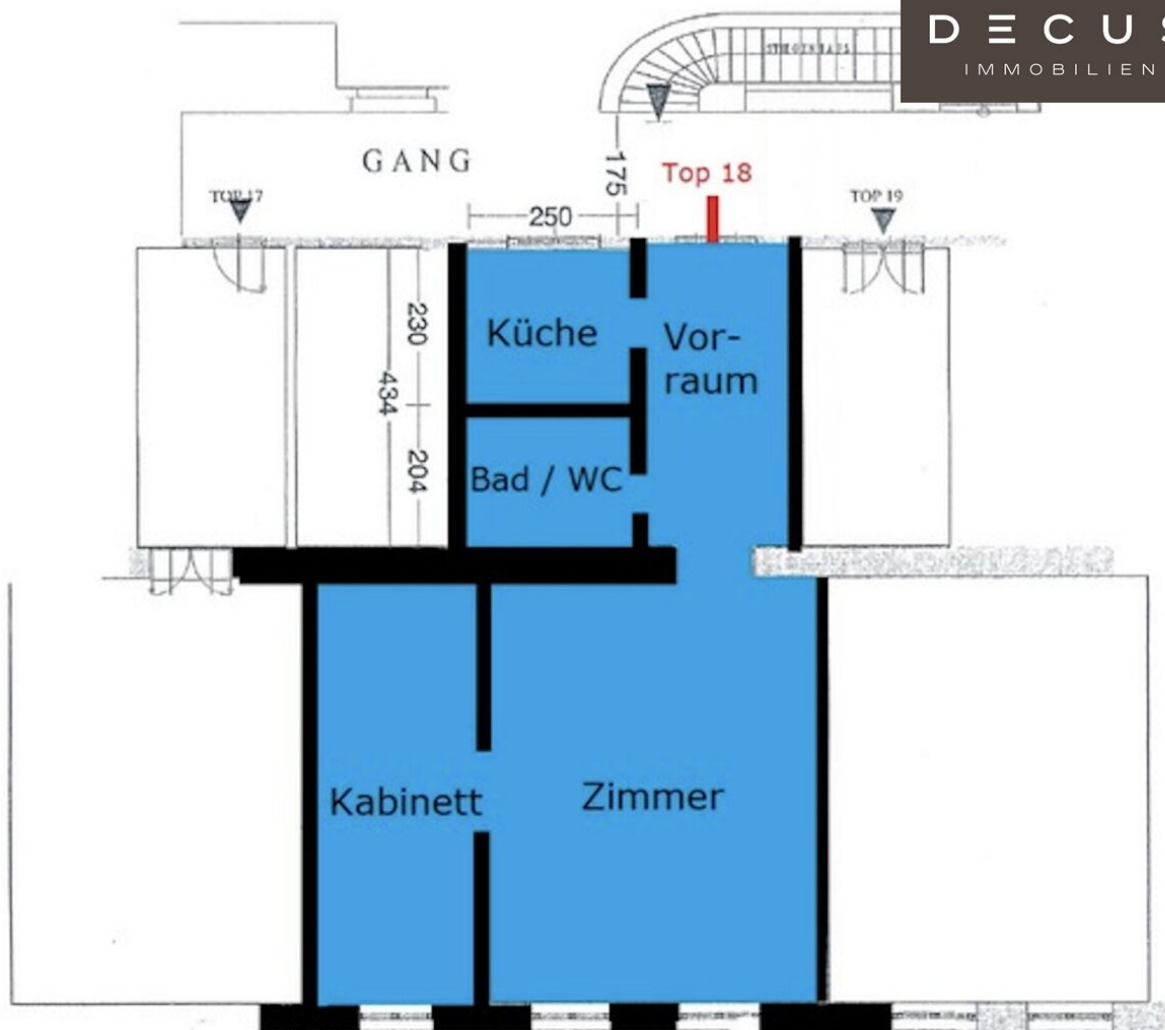 DECUS
IMMOBILIEN
STIEGENHAUS
GANG
175
Top 18
TOP 17
TOP 19
250
230
Küche
Vor-
raum
434
204
Bad / WC
Kabinett
Zimmer